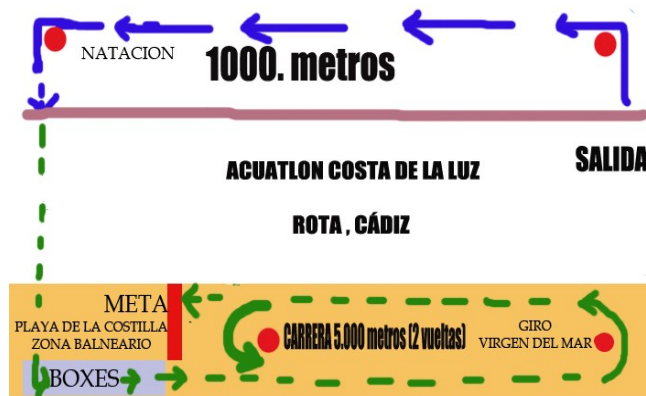 NATACION
1000. metros
SALIDA
ACUATLON COSTA DE LA LUZ
ROTA , CÁDIZ
META
PLAYA DE LA COSTILLA
ZONA BALNEARIO
CARRERA 5.000 metros (2 vueltas)
GIRO
VIRGEN DEL MAR
BOXES